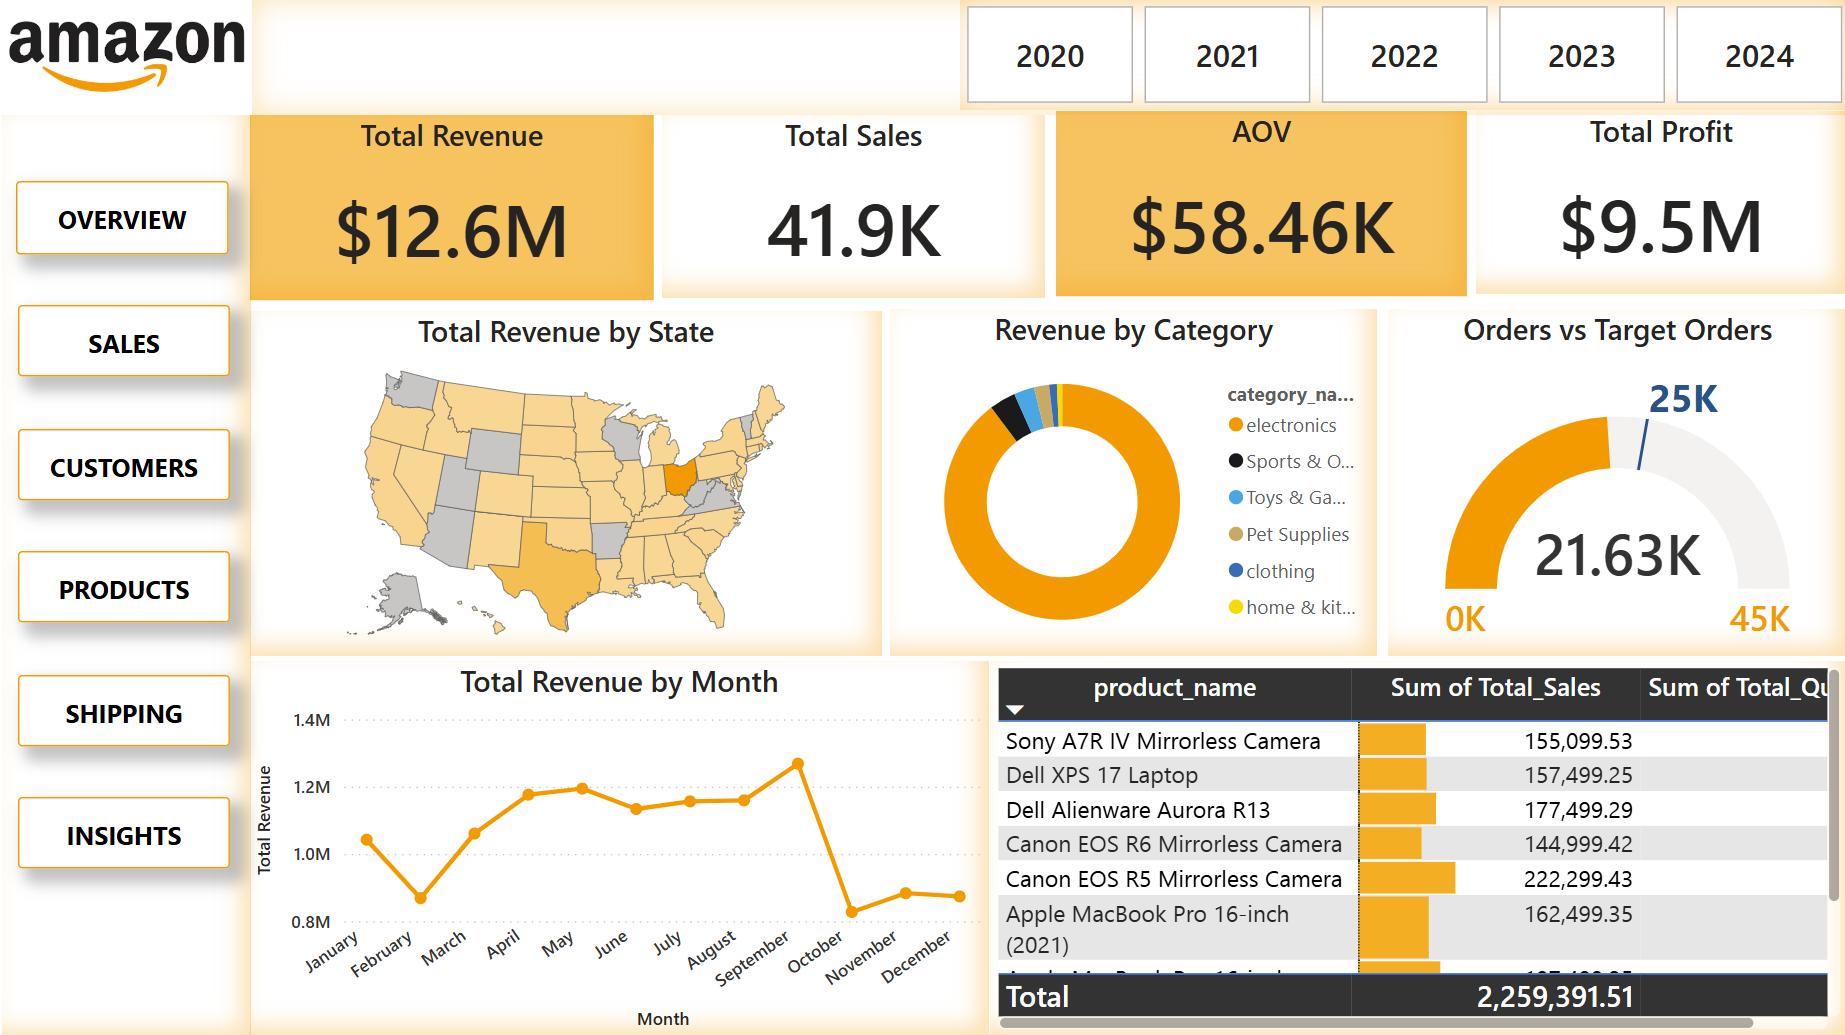 amazon
2020
2021
2022
2023
2024
OVERVIEW
SALES
CUSTOMERS
PRODUCTS
SHIPPING
INSIGHTS
Total Revenue
$12.6M
Total Sales
41.9K
AOV
$58.46K
Total Profit
$9.5M
Total Revenue by State
Revenue by Category
category_na...
electronics
Sports & O...
Toys & Ga...
Pet Supplies
clothing
home & kit...
Orders vs Target Orders
25K
21.63K
0K
45K
Total Revenue by Month
Total Revenue
1.4M
1.2M
1.0M
0.8M
January
February
March
April
May
June
July
August
September
October
November
December
Month
product_name Sum of Total_Sales Sum of Total_Qu
Sony A7R IV Mirrorless Camera 155,099.53
Dell XPS 17 Laptop 157,499.25
Dell Alienware Aurora R13 177,499.29
Canon EOS R6 Mirrorless Camera 144,999.42
Canon EOS R5 Mirrorless Camera 222,299.43
Apple MacBook Pro 16-inch 162,499.35
(2021)
Total 2,259,391.51